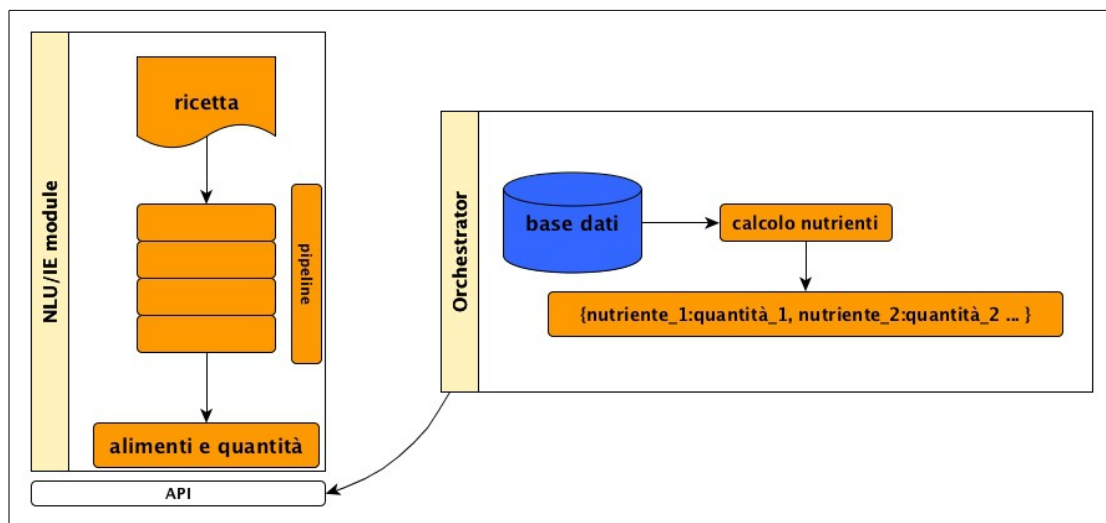 NLU/IE module
ricetta
pipeline
alimenti e quantità
API
Orchestrator
base dati
calcolo nutrienti
{nutriente_1:quantità_1, nutriente_2:quantità_2 ... }